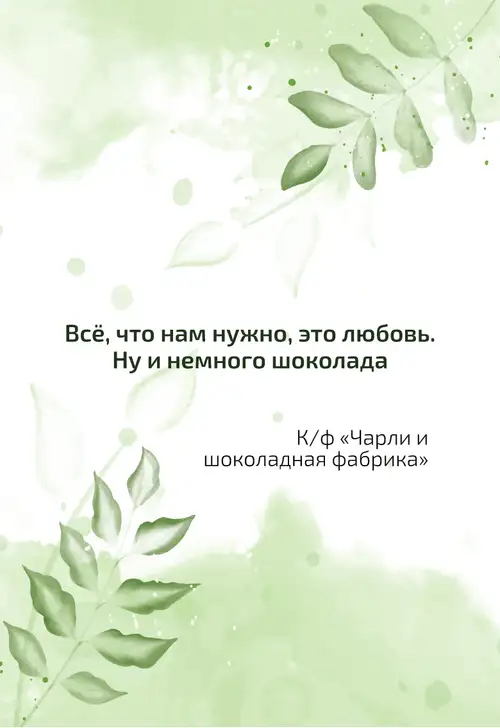 Всё, что нам нужно, это любовь.
Ну и немного шоколада
К/ф «Чарли и
шоколадная фабрика»